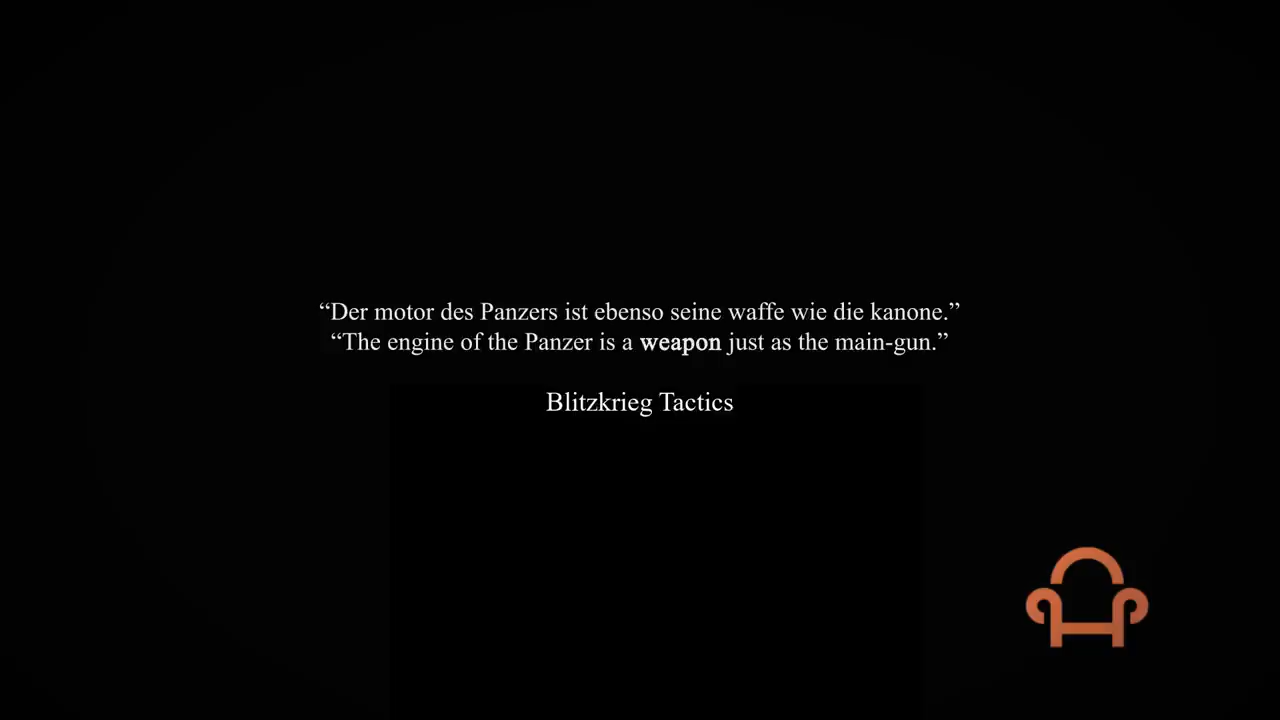 “Der motor des Panzers ist ebenso seine waffe wie die kanone.”
“The engine of the Panzer is a weapon just as the main-gun.”
Blitzkrieg Tactics